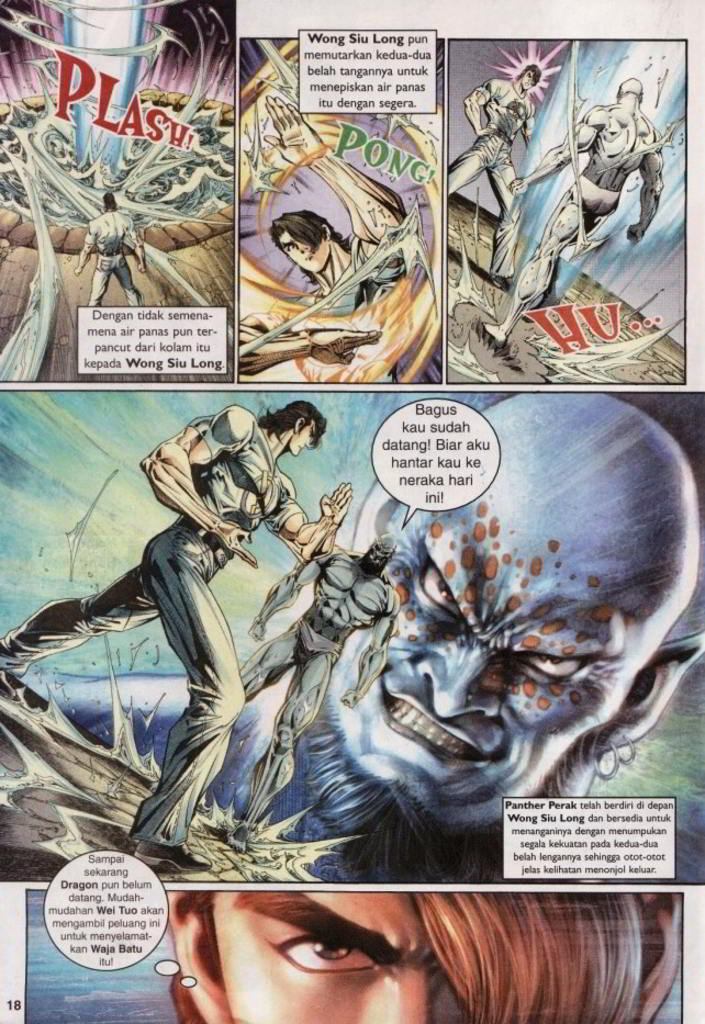 PLASH!
Dengan tidak semena-
mena air panas pun ter-
pancut dari kolam itu
kepada Wong Siu Long.
Wong Siu Long pun
memutarkan kedua-dua
belah tangannya untuk
menepiskan air panas
itu dengan segera.
PONG!
HU...
Bagus
kau sudah
datang! Biar aku
hantar kau ke
neraka hari
ini!
Panther Perak telah berdiri di depan
Wong Siu Long dan bersedia untuk
menanganinya dengan menumpukan
segala kekuatan pada kedua-dua
belah lengannya sehingga otot-otot
jelas kelihatan menonjol keluar.
Sampai
sekarang
Dragon pun belum
datang. Mudah-
mudahan Wei Tuo akan
mengambil peluang ini
untuk menyelamat-
kan Waja Batu
itu!
18